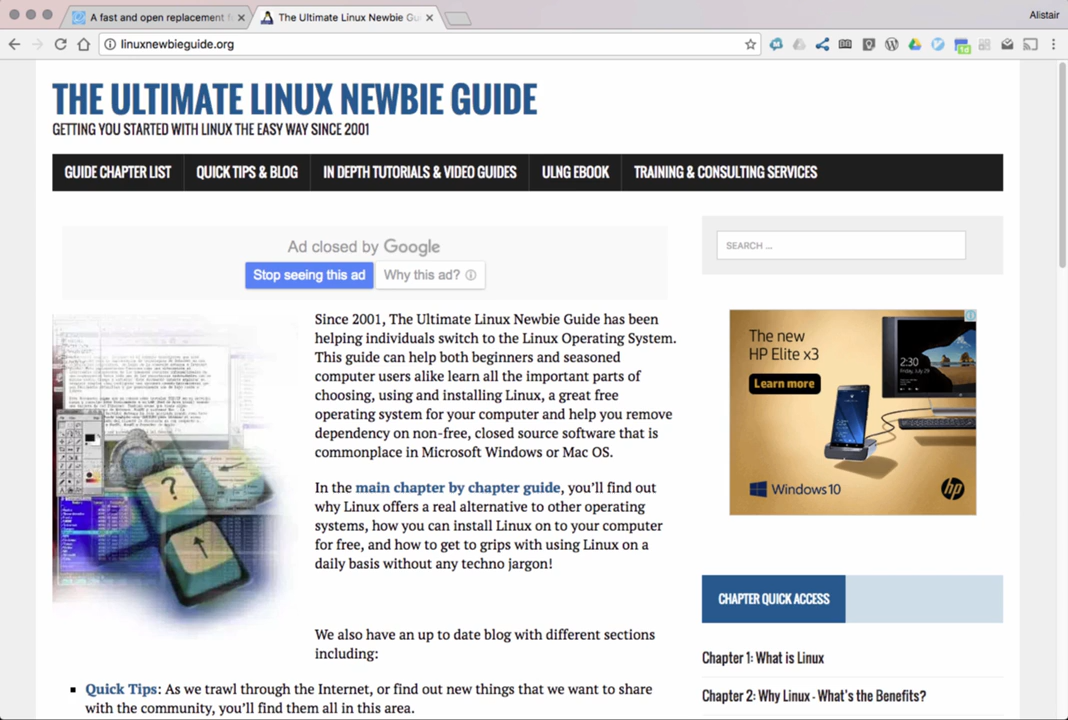 A fast and open replacement f
The Ultimate Linux Newbie Gu
Alistair
linuxnewbieguide.org
1d
THE ULTIMATE LINUX NEWBIE GUIDE
GETTING YOU STARTED WITH LINUX THE EASY WAY SINCE 2001
GUIDE CHAPTER LIST
QUICK TIPS & BLOG
IN DEPTH TUTORIALS & VIDEO GUIDES
ULNG EBOOK
TRAINING & CONSULTING SERVICES
Ad closed by Google
Stop seeing this ad
Why this ad?
Since 2001, The Ultimate Linux Newbie Guide has been
helping individuals switch to the Linux Operating System.
This guide can help both beginners and seasoned
computer users alike learn all the important parts of
choosing, using and installing Linux, a great free
operating system for your computer and help you remove
dependency on non-free, closed source software that is
commonplace in Microsoft Windows or Mac OS.
In the main chapter by chapter guide, you'll find out
why Linux offers a real alternative to other operating
systems, how you can install Linux on to your computer
for free, and how to get to grips with using Linux on a
daily basis without any techno jargon!
We also have an up to date blog with different sections
including:
▪ Quick Tips: As we trawl through the Internet, or find out new things that we want to share
with the community, you'll find them all in this area.
SEARCH ...
The new
HP Elite x3
Learn more
2:30
Friday, July 29
Windows 10
hp
CHAPTER QUICK ACCESS
Chapter 1: What is Linux
Chapter 2: Why Linux - What's the Benefits?